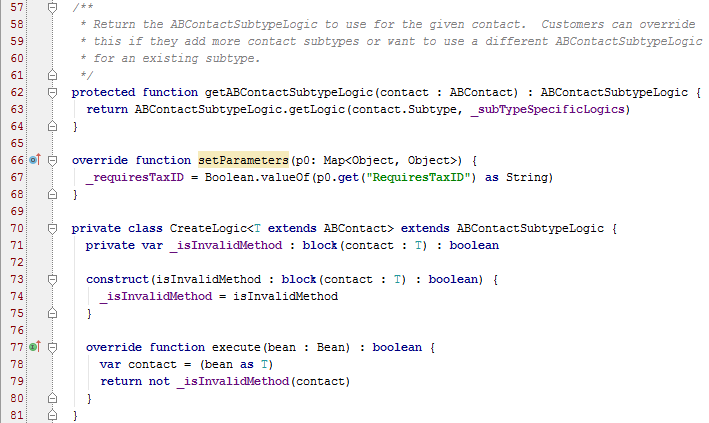 57 /**
58 * Return the ABContactSubtypeLogic to use for the given contact.  Customers can override
59 * this if they add more contact subtypes or want to use a different ABContactSubtypeLogic
60 * for an existing subtype.
61 */
62 protected function getABContactSubtypeLogic(contact : ABContact) : ABContactSubtypeLogic {
63 return ABContactSubtypeLogic.getLogic(contact.Subtype, _subTypeSpecificLogics)
64 }
65
66 override function setParameters(p0: Map<Object, Object>) {
67 _requiresTaxID = Boolean.valueOf(p0.get("RequiresTaxID") as String)
68 }
69
70 private class CreateLogic<T extends ABContact> extends ABContactSubtypeLogic {
71 private var _isInvalidMethod : block(contact : T) : boolean
72
73 construct(isInvalidMethod : block(contact : T) : boolean) {
74 _isInvalidMethod = isInvalidMethod
75 }
76
77 override function execute(bean : Bean) : boolean {
78 var contact = (bean as T)
79 return not _isInvalidMethod(contact)
80 }
81 }